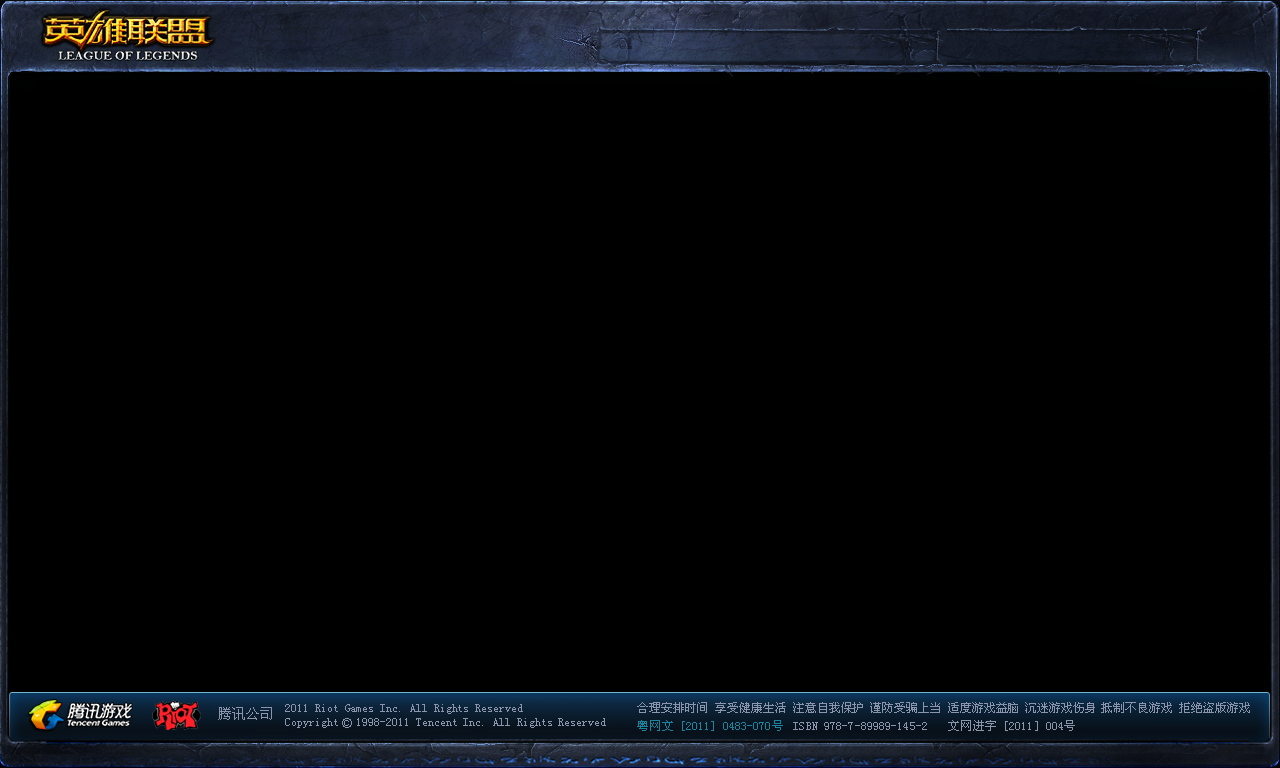 英雄联盟
LEAGUE OF LEGENDS
腾讯游戏
Tencent Games
RIOT
腾讯公司
2011 Riot Games Inc. All Rights Reserved
Copyright © 1998-2011 Tencent Inc. All Rights Reserved
合理安排时间 享受健康生活 注意自我保护 谨防受骗上当 适度游戏益脑 沉迷游戏伤身 抵制不良游戏 拒绝盗版游戏
粤网文 [2011] 0483-070号 ISBN 978-7-89989-145-2 文网进字 [2011] 004号